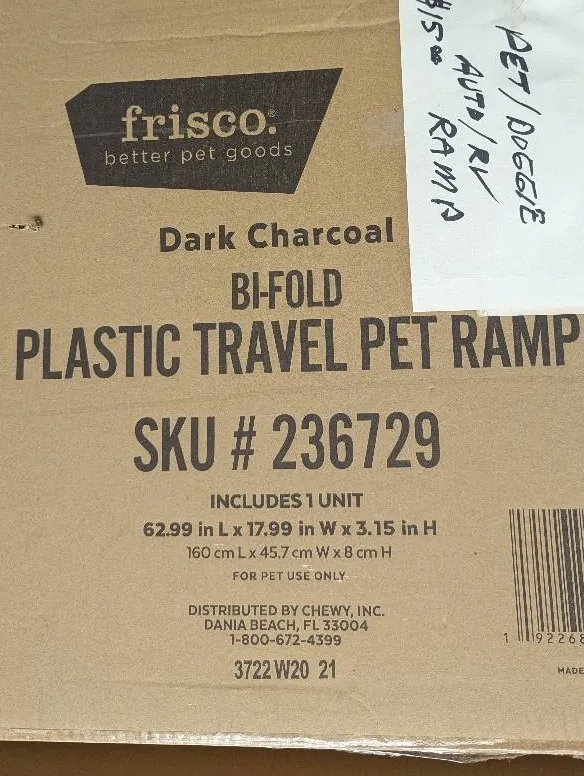 frisco.
better pet goods
PET/DOGGIE
AUTO/RV
RAMP
Dark Charcoal
BI-FOLD
PLASTIC TRAVEL PET RAMP
SKU # 236729
INCLUDES 1 UNIT
62.99 in L x 17.99 in W x 3.15 in H
160 cm L x 45.7 cm W x 8 cm H
FOR PET USE ONLY
DISTRIBUTED BY CHEWY, INC.
DANIA BEACH, FL 33004
1-800-672-4399
3722 W20 21
1 92268
MADE